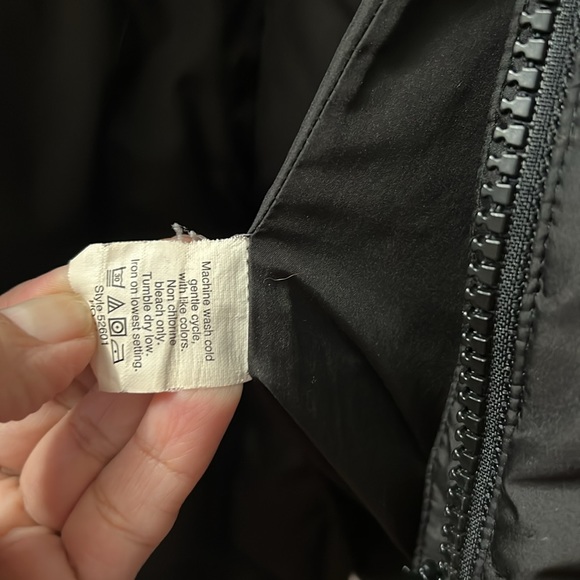 Machine wash cold
gentle cycle,
with like colors.
Non chlorine
bleach only.
Tumble dry low.
Iron on lowest setting.
30
Style